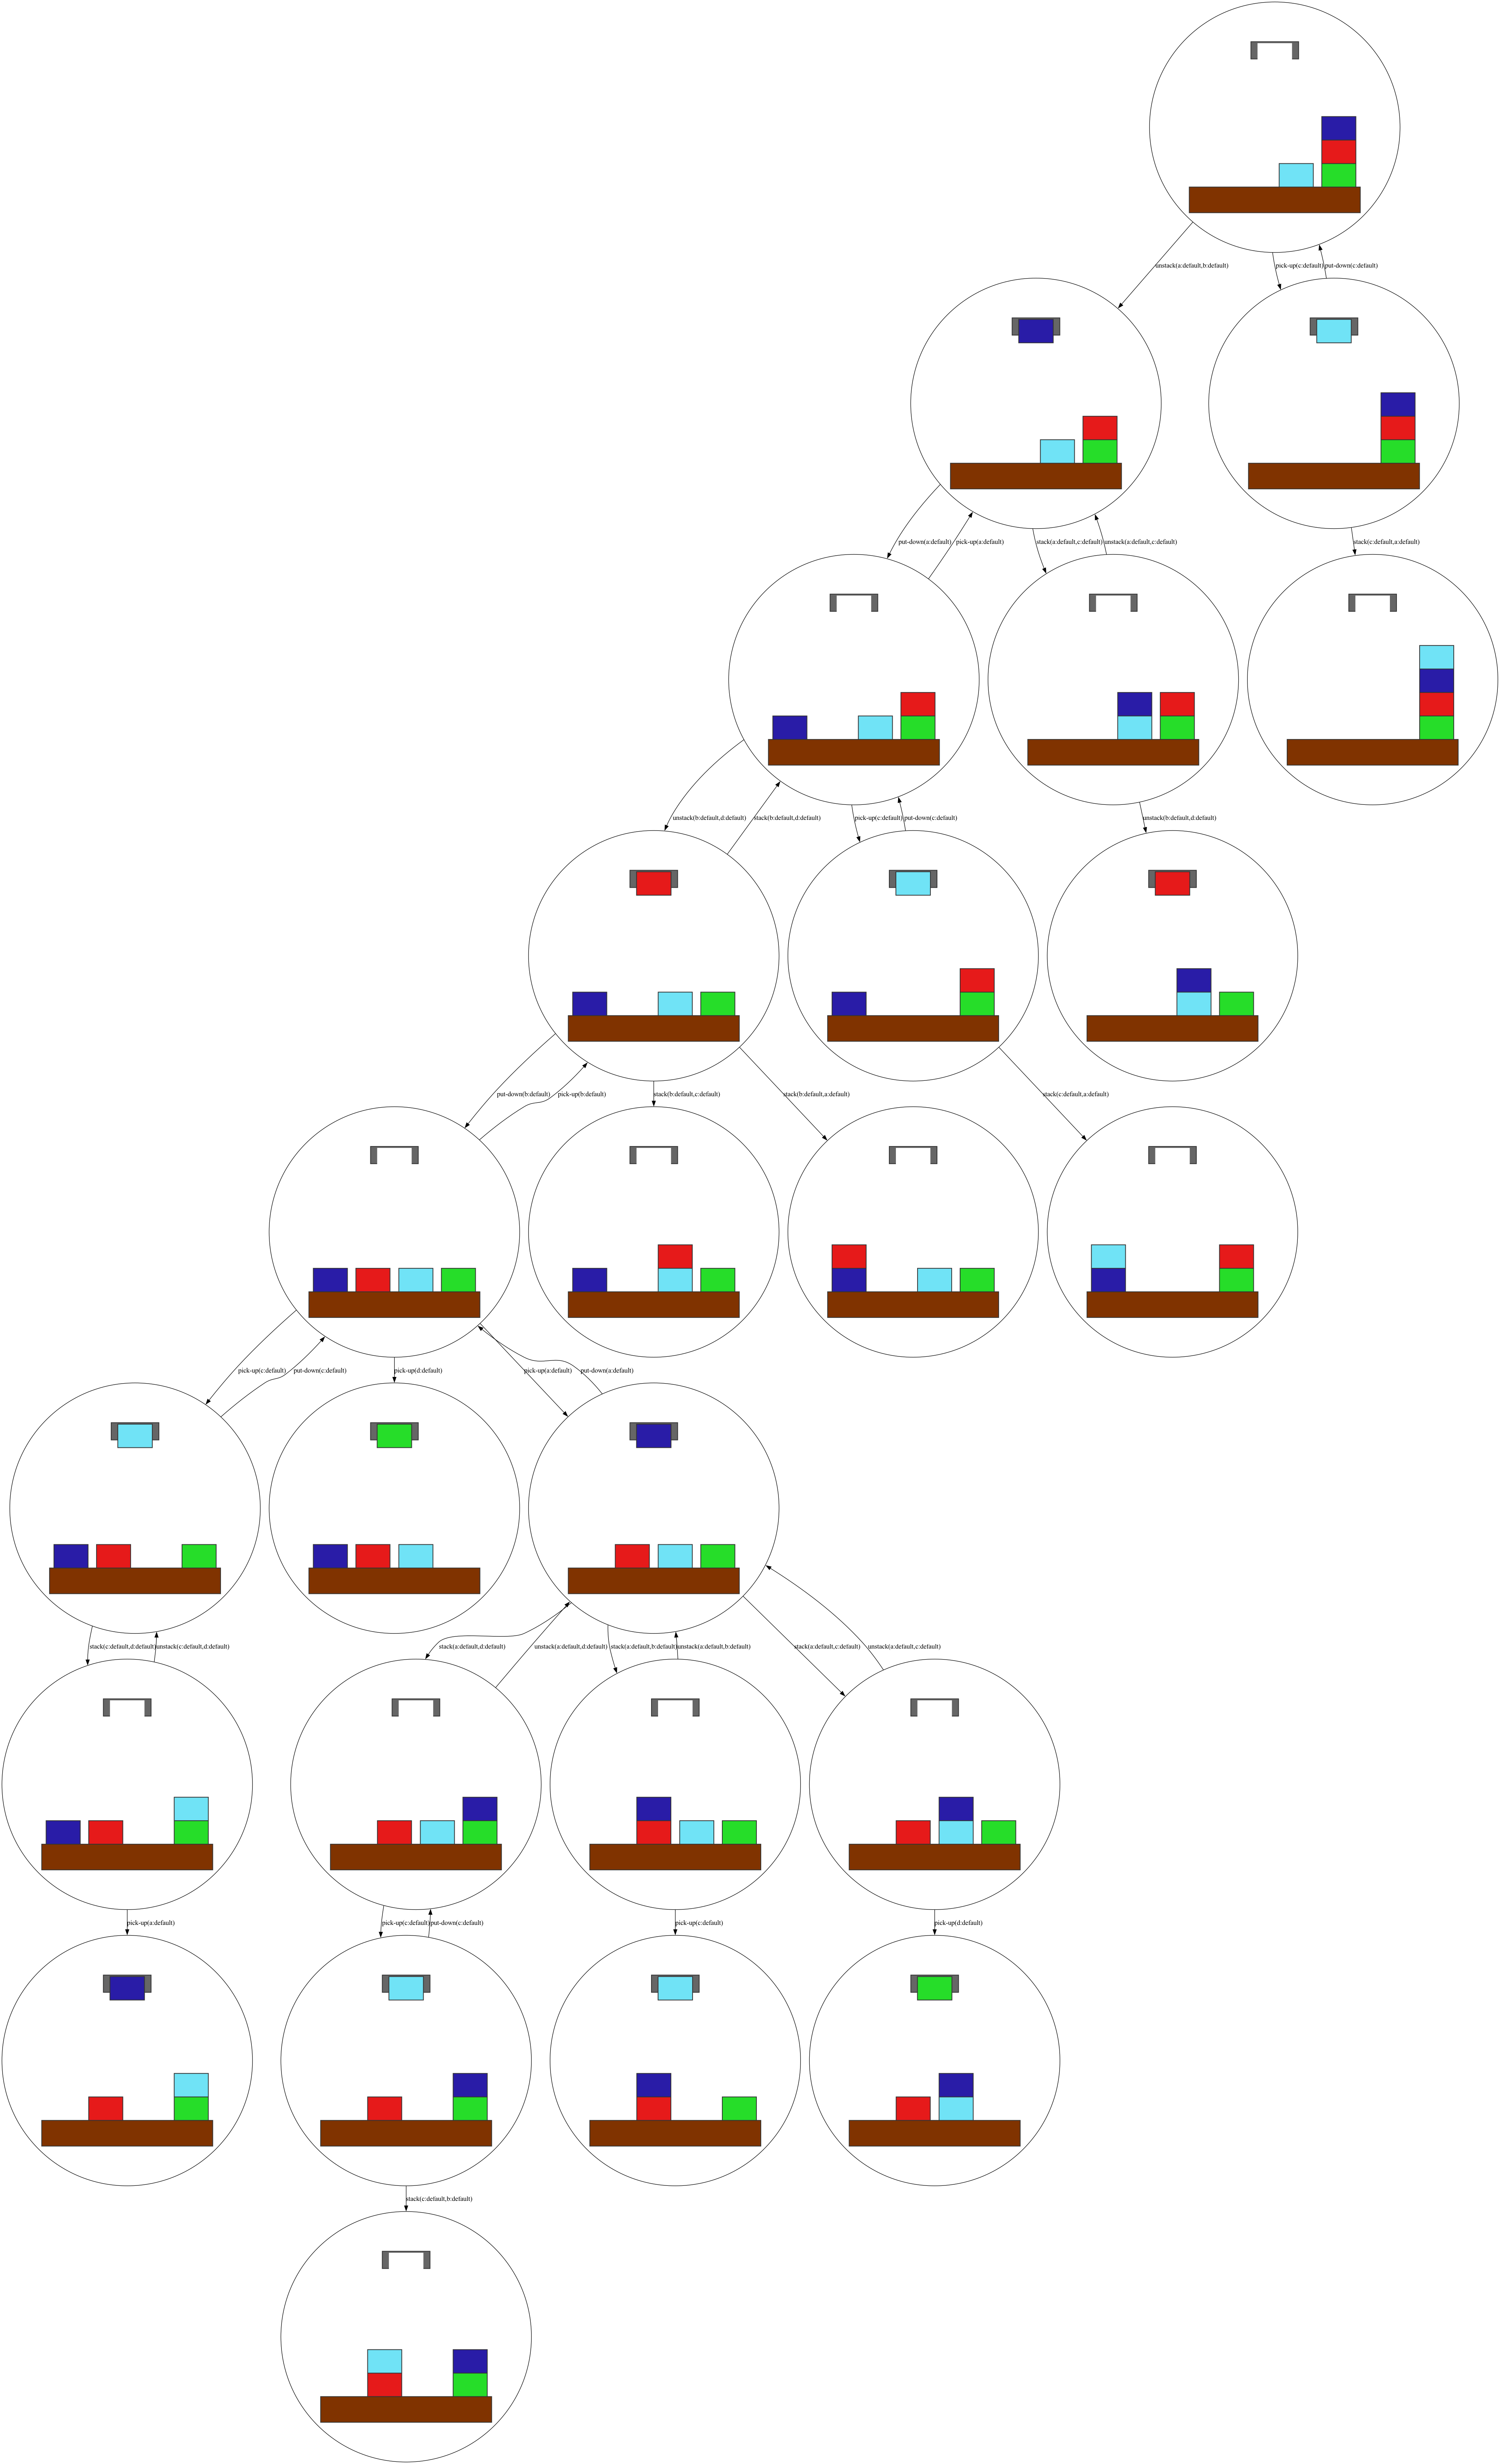 unstack(a:default,b:default)
pick-up(c:default)
put-down(c:default)
put-down(a:default)
pick-up(a:default)
stack(a:default,c:default)
unstack(a:default,c:default)
stack(c:default,a:default)
unstack(b:default,d:default)
stack(b:default,d:default)
pick-up(c:default)
put-down(c:default)
unstack(b:default,d:default)
put-down(b:default)
pick-up(b:default)
stack(b:default,c:default)
stack(b:default,a:default)
stack(c:default,a:default)
pick-up(c:default)
put-down(c:default)
pick-up(d:default)
pick-up(a:default)
put-down(a:default)
stack(c:default,d:default)
unstack(c:default,d:default)
stack(a:default,d:default)
unstack(a:default,d:default)
stack(a:default,b:default)
unstack(a:default,b:default)
stack(a:default,c:default)
unstack(a:default,c:default)
pick-up(a:default)
pick-up(c:default)
put-down(c:default)
pick-up(c:default)
pick-up(d:default)
stack(c:default,b:default)